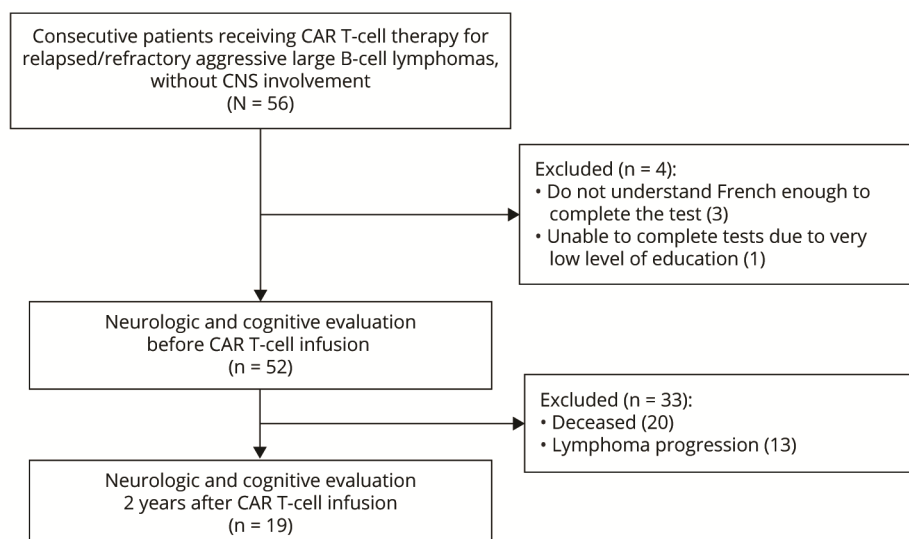 Consecutive patients receiving CAR T-cell therapy for
relapsed/refractory aggressive large B-cell lymphomas,
without CNS involvement
(N = 56)
Excluded (n = 4):
• Do not understand French enough to
complete the test (3)
• Unable to complete tests due to very
low level of education (1)
Neurologic and cognitive evaluation
before CAR T-cell infusion
(n = 52)
Excluded (n = 33):
• Deceased (20)
• Lymphoma progression (13)
Neurologic and cognitive evaluation
2 years after CAR T-cell infusion
(n = 19)